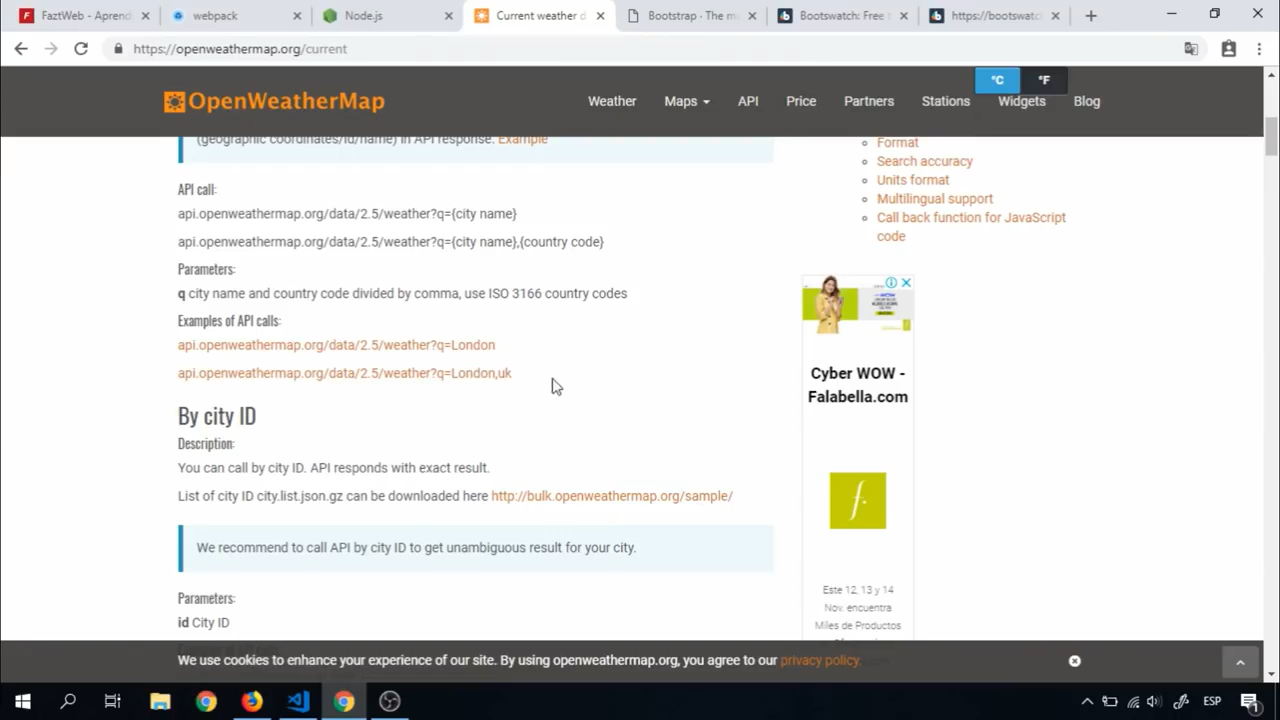 FaztWeb - Aprend
webpack
Node.js
Current weather d
Bootstrap - The m
Bootswatch: Free t
https://bootswatc
https://openweathermap.org/current
°C °F
OpenWeatherMap
Weather Maps API Price Partners Stations Widgets Blog
(geographic coordinates/id/name) in API response. Example
API call:
api.openweathermap.org/data/2.5/weather?q={city name}
api.openweathermap.org/data/2.5/weather?q={city name},{country code}
Parameters:
q city name and country code divided by comma, use ISO 3166 country codes
Examples of API calls:
api.openweathermap.org/data/2.5/weather?q=London
api.openweathermap.org/data/2.5/weather?q=London,uk
By city ID
Description:
You can call by city ID. API responds with exact result.
List of city ID city.list.json.gz can be downloaded here http://bulk.openweathermap.org/sample/
We recommend to call API by city ID to get unambiguous result for your city.
Parameters:
id City ID
Format
Search accuracy
Units format
Multilingual support
Call back function for JavaScript
code
Cyber WOW -
Falabella.com
Este 12, 13 y 14
Nov. encuentra
Miles de Productos
We use cookies to enhance your experience of our site. By using openweathermap.org, you agree to our privacy policy.
ESP
1